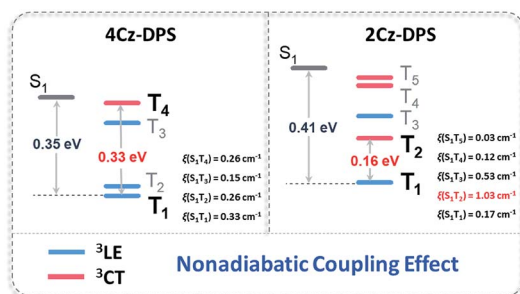 4Cz-DPS
S₁
T₄
T₃
0.35 eV
0.33 eV
T₂
T₁
ξ(S₁T₄) = 0.26 cm⁻¹
ξ(S₁T₃) = 0.15 cm⁻¹
ξ(S₁T₂) = 0.26 cm⁻¹
ξ(S₁T₁) = 0.33 cm⁻¹
2Cz-DPS
S₁
T₅
T₄
T₃
0.41 eV
T₂
0.16 eV
T₁
ξ(S₁T₅) = 0.03 cm⁻¹
ξ(S₁T₄) = 0.12 cm⁻¹
ξ(S₁T₃) = 0.53 cm⁻¹
ξ(S₁T₂) = 1.03 cm⁻¹
ξ(S₁T₁) = 0.17 cm⁻¹
³LE
³CT
Nonadiabatic Coupling Effect